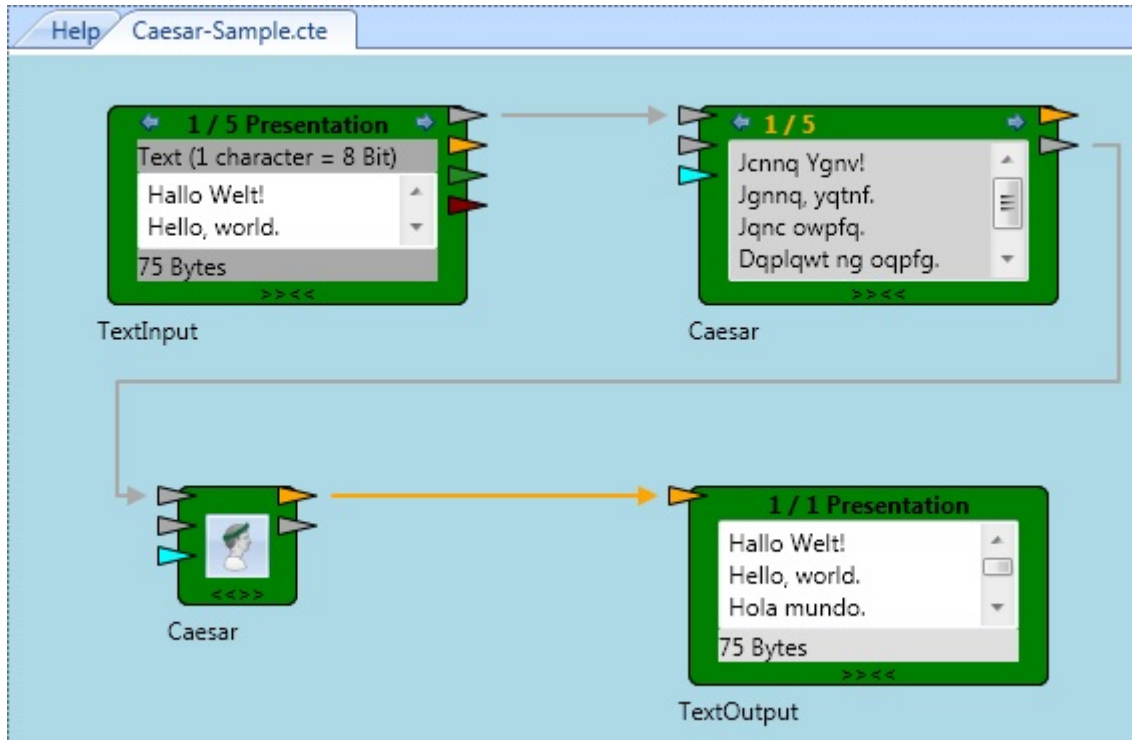 Help
Caesar-Sample.cte
1 / 5 Presentation
Text (1 character = 8 Bit)
Hallo Welt!
Hello, world.
75 Bytes
>><<
TextInput
1 / 5
Jcnnq Ygnv!
Jgnnq, yqtnf.
Jqnc owpfq.
Dqplqwt ng oqpfg.
>><<
Caesar
<<>>
Caesar
1 / 1 Presentation
Hallo Welt!
Hello, world.
Hola mundo.
75 Bytes
>><<
TextOutput